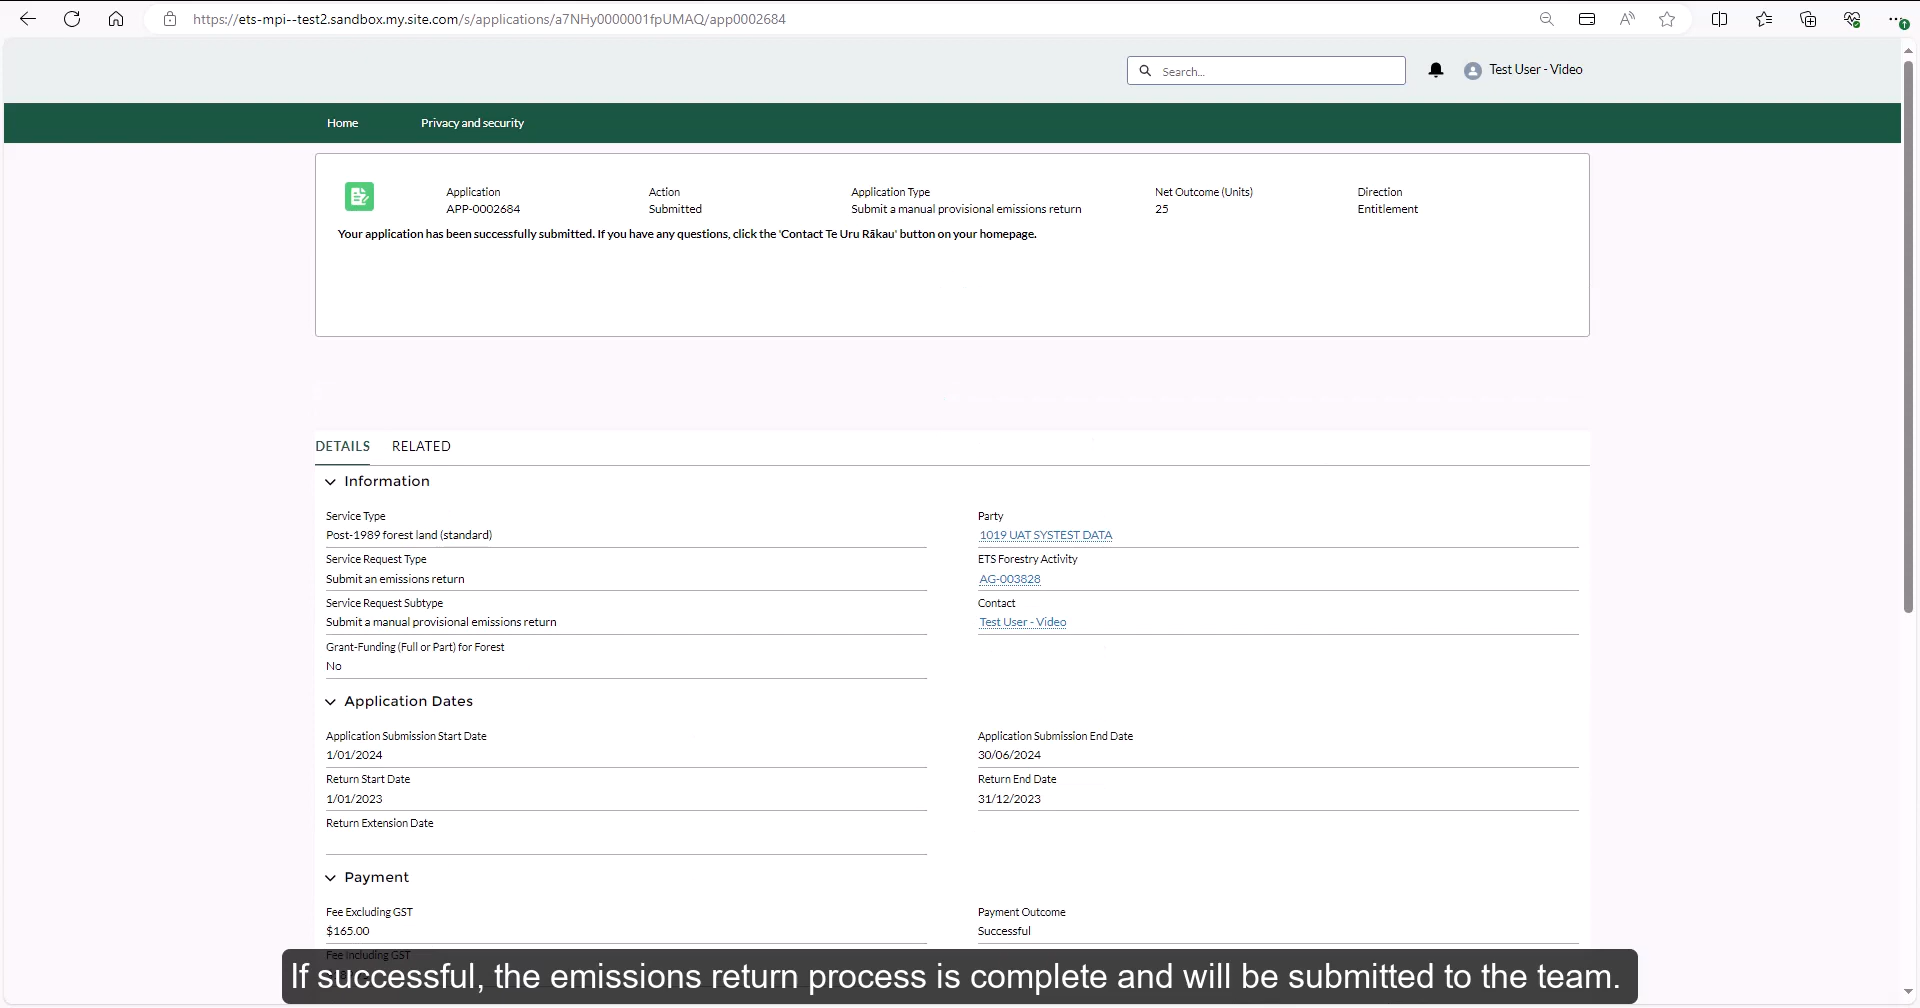 https://ets-mpi--test2.sandbox.my.site.com/s/applications/a7NHy0000001fpUMAQ/app0002684
Search...
Test User - Video
Home
Privacy and security
Application
Action
Application Type
Net Outcome (Units)
Direction
APP-0002684
Submitted
Submit a manual provisional emissions return
25
Entitlement
Your application has been successfully submitted. If you have any questions, click the 'Contact Te Uru Rākau' button on your homepage.
DETAILS
RELATED
Information
Service Type
Post-1989 forest land (standard)
Party
1019 UAT SYSTEST DATA
Service Request Type
Submit an emissions return
ETS Forestry Activity
AG-003828
Service Request Subtype
Submit a manual provisional emissions return
Contact
Test User - Video
Grant-Funding (Full or Part) for Forest
No
Application Dates
Application Submission Start Date
1/01/2024
Application Submission End Date
30/06/2024
Return Start Date
1/01/2023
Return End Date
31/12/2023
Return Extension Date
Payment
Fee Excluding GST
$165.00
Payment Outcome
Successful
Fee Including GST
If successful, the emissions return process is complete and will be submitted to the team.